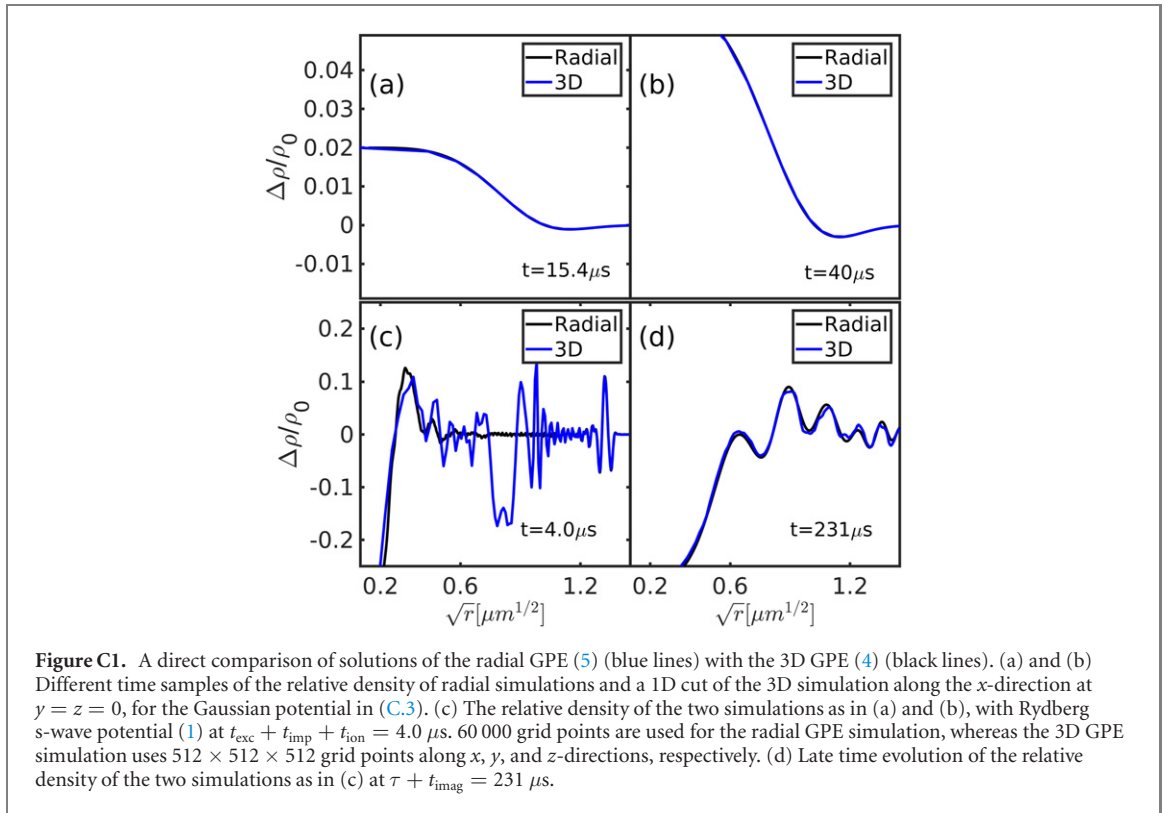 0.04
0.03
0.02
0.01
0
-0.01
Δρ/ρ0
(a)
Radial
3D
t=15.4μs
(b)
Radial
3D
t=40μs
0.2
0.1
0
-0.1
-0.2
Δρ/ρ0
(c)
Radial
3D
t=4.0μs
(d)
Radial
3D
t=231μs
0.2 0.6 1.2
√r[μm^{1/2}]
0.2 0.6 1.2
√r[μm^{1/2}]
Figure C1. A direct comparison of solutions of the radial GPE (5) (blue lines) with the 3D GPE (4) (black lines). (a) and (b)
Different time samples of the relative density of radial simulations and a 1D cut of the 3D simulation along the x-direction at
y = z = 0, for the Gaussian potential in (C.3). (c) The relative density of the two simulations as in (a) and (b), with Rydberg
s-wave potential (1) at t_exc + t_imp + t_ion = 4.0 μs. 60 000 grid points are used for the radial GPE simulation, whereas the 3D GPE
simulation uses 512 × 512 × 512 grid points along x, y, and z-directions, respectively. (d) Late time evolution of the relative
density of the two simulations as in (c) at τ + t_imag = 231 μs.